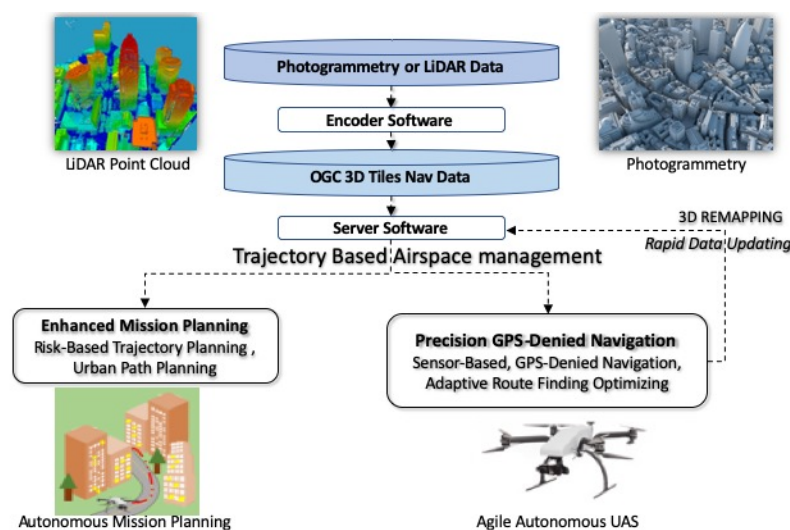 Photogrammetry or LiDAR Data
Encoder Software
LiDAR Point Cloud
Photogrammetry
OGC 3D Tiles Nav Data
Server Software
3D REMAPPING
Rapid Data Updating
Trajectory Based Airspace management
Enhanced Mission Planning
Risk-Based Trajectory Planning ,
Urban Path Planning
Precision GPS-Denied Navigation
Sensor-Based, GPS-Denied Navigation,
Adaptive Route Finding Optimizing
Autonomous Mission Planning
Agile Autonomous UAS